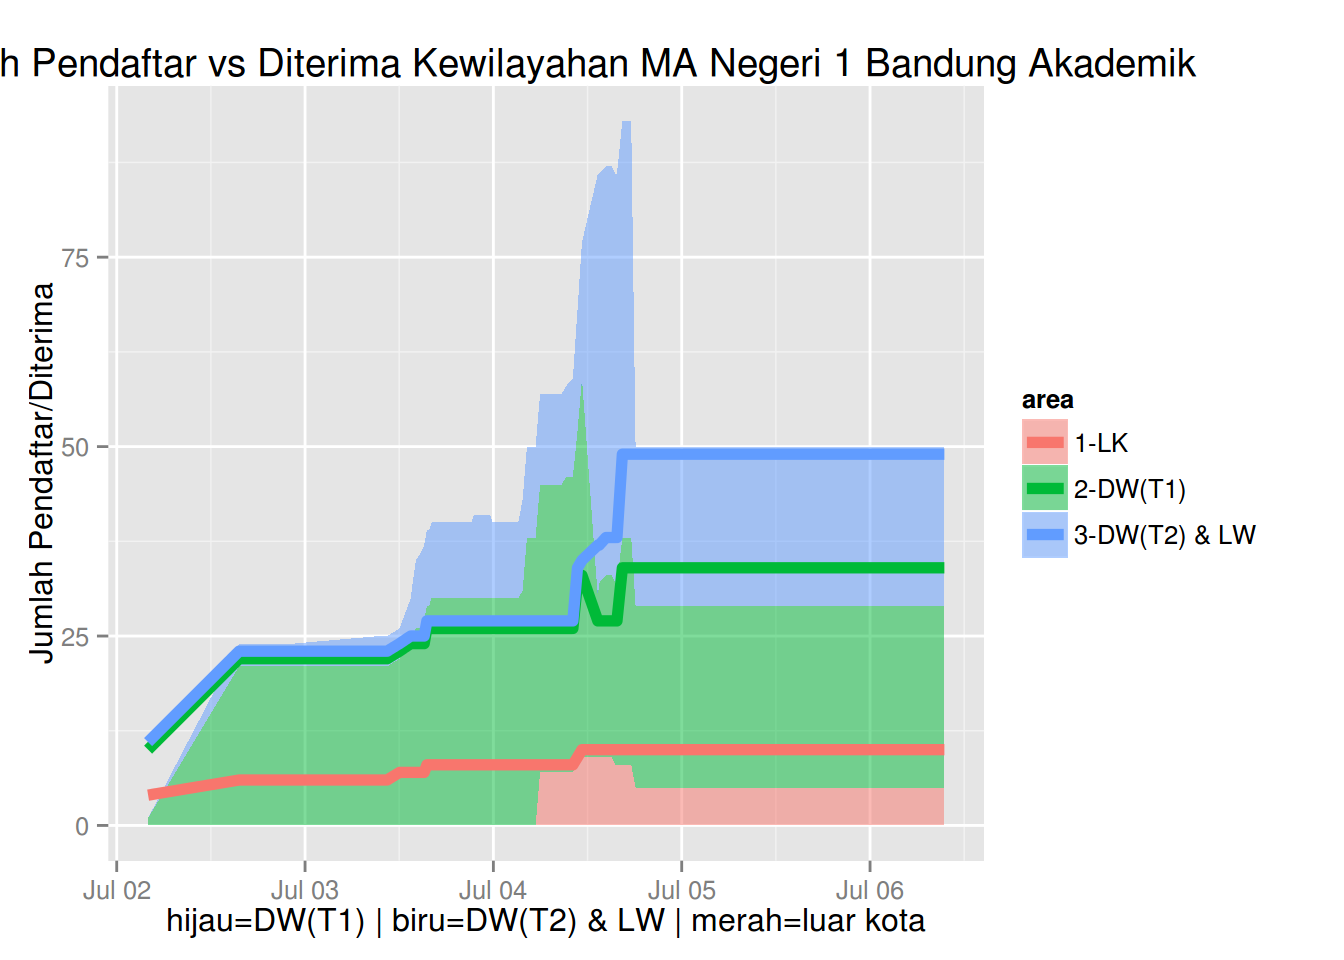 h Pendaftar vs Diterima Kewilayahan MA Negeri 1 Bandung Akademik
Jumlah Pendaftar/Diterima
75
50
25
0
Jul 02
Jul 03
Jul 04
Jul 05
Jul 06
hijau=DW(T1) | biru=DW(T2) & LW | merah=luar kota
area
1-LK
2-DW(T1)
3-DW(T2) & LW